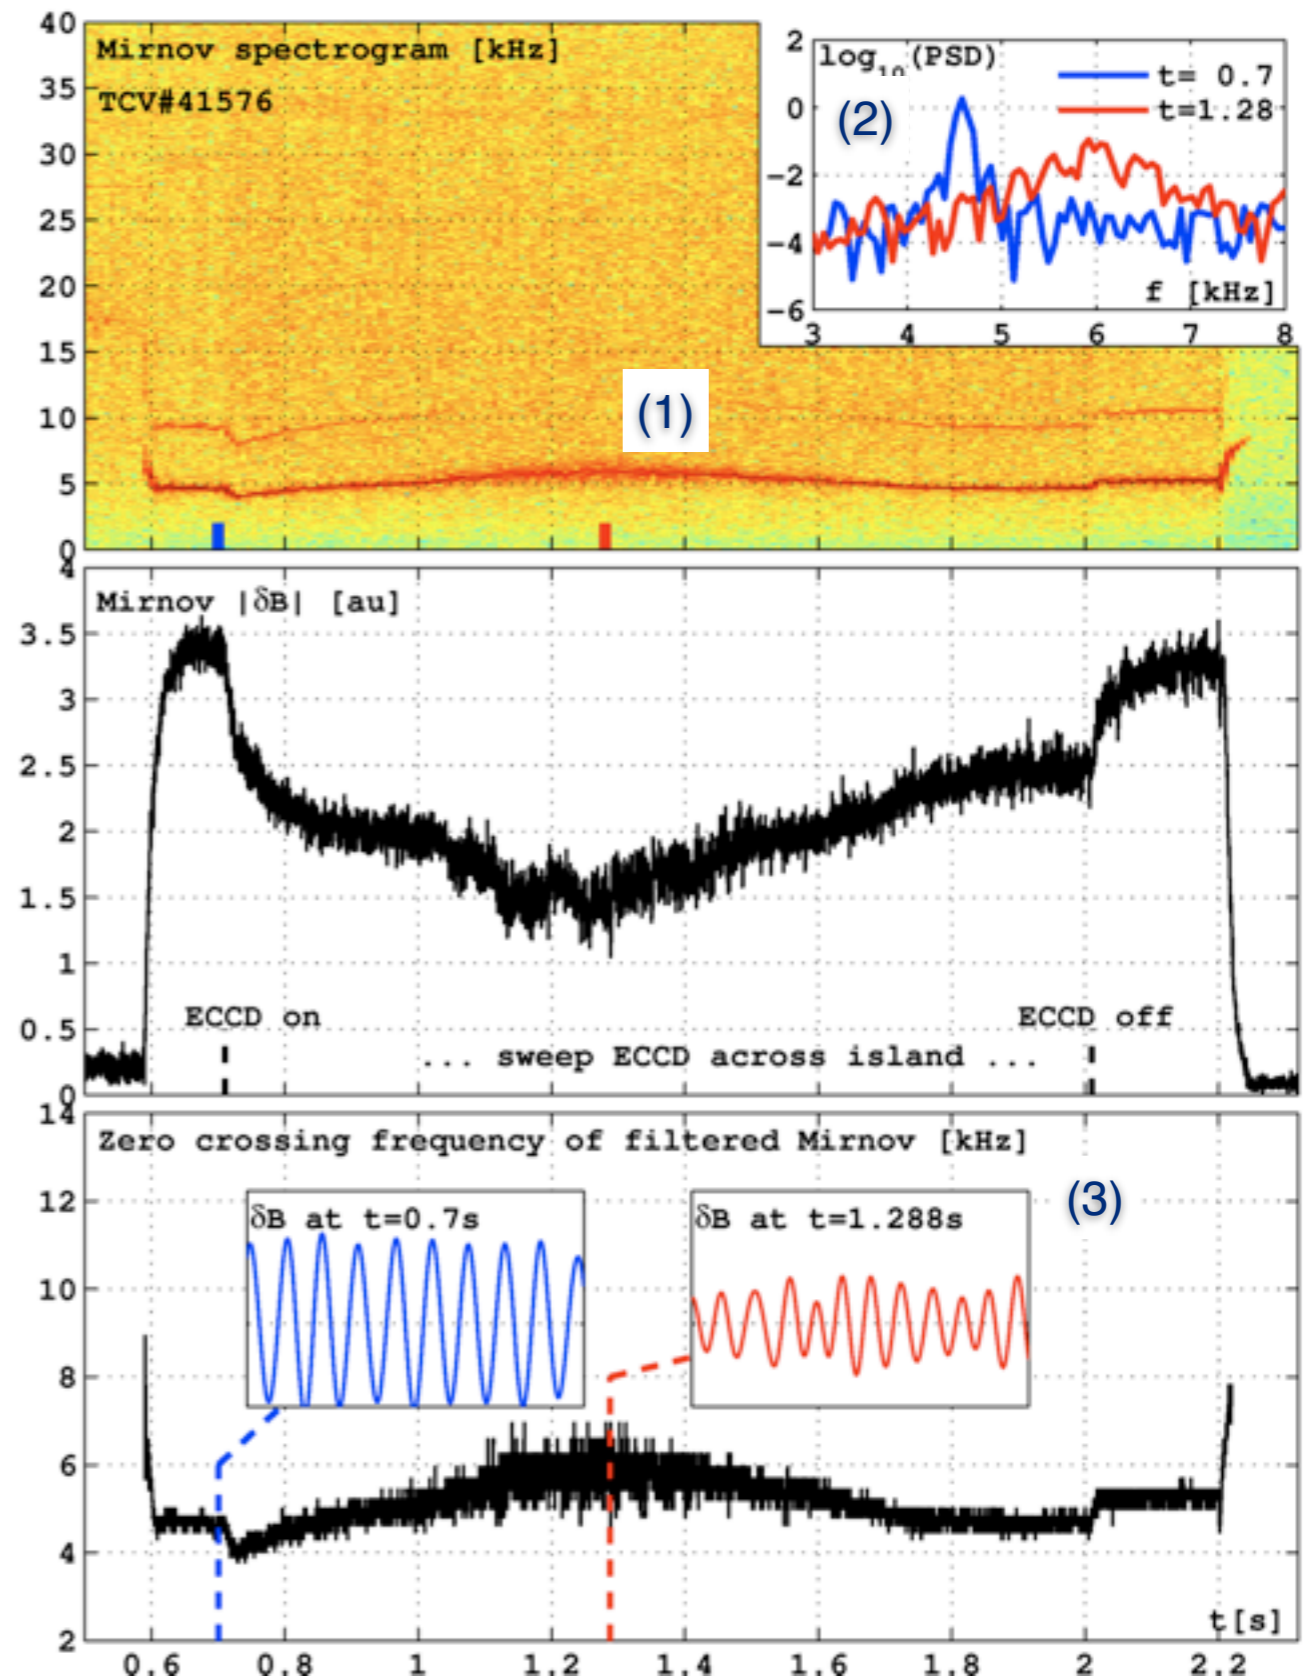 40
Mirnov spectrogram [kHz]
35
TCV#41576
30
25
20
15
10
5
0
2
log₁₀(PSD)
t= 0.7
0
t=1.28
(2)
−2
−4
f [kHz]
−6
3 4 5 6 7 8
(1)
4
Mirnov |δB| [au]
3.5
3
2.5
2
1.5
1
ECCD on
ECCD off
0.5
... sweep ECCD across island ...
0
14
Zero crossing frequency of filtered Mirnov [kHz]
(3)
12
δB at t=0.7s
δB at t=1.288s
10
8
6
4
t[s]
2
0.6 0.8 1 1.2 1.4 1.6 1.8 2 2.2